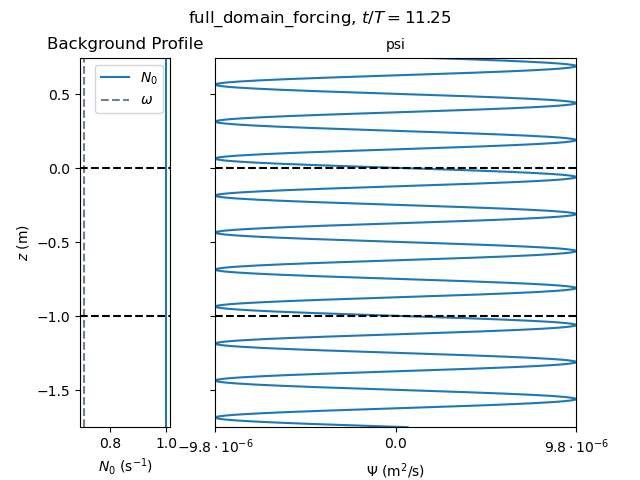 full_domain_forcing, t/T = 11.25
Background Profile
psi
N₀
ω
0.5
0.0
−0.5
−1.0
−1.5
z (m)
0.8
1.0
−9.8 · 10⁻⁶
0.0
9.8 · 10⁻⁶
N₀ (s⁻¹)
Ψ (m²/s)